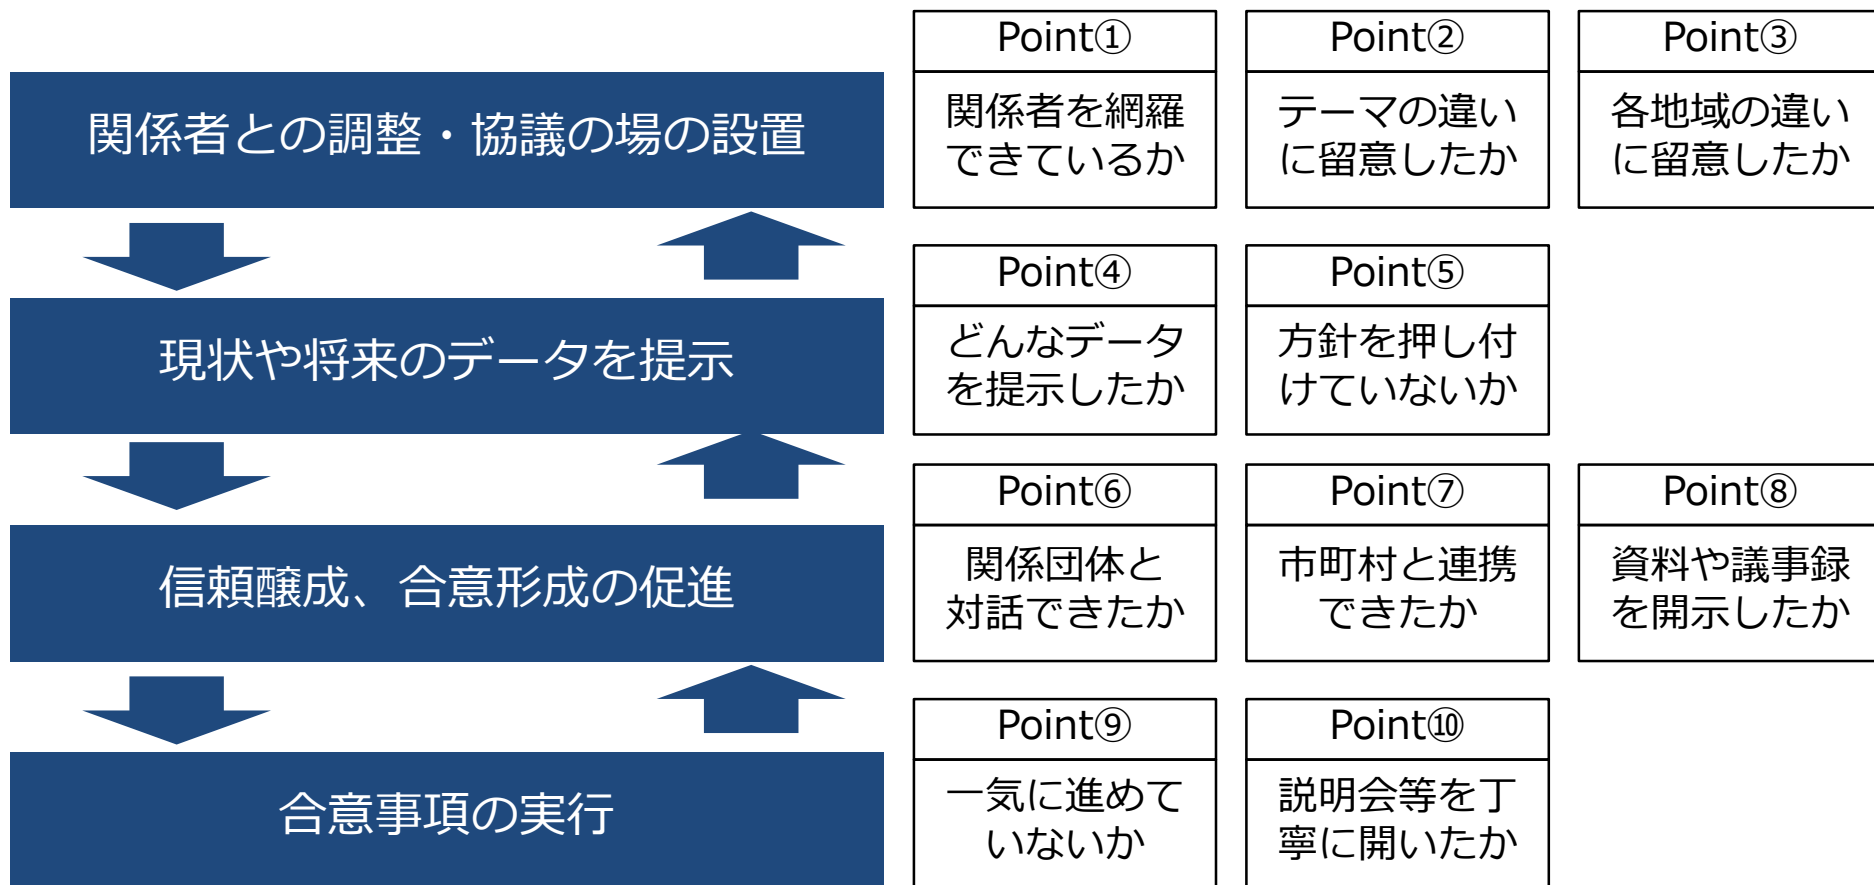 関係者との調整・協議の場の設置
Point①
関係者を網羅
できているか
Point②
テーマの違い
に留意したか
Point③
各地域の違い
に留意したか
現状や将来のデータを提示
Point④
どんなデータ
を提示したか
Point⑤
方針を押し付
けていないか
信頼醸成、合意形成の促進
Point⑥
関係団体と
対話できたか
Point⑦
市町村と連携
できたか
Point⑧
資料や議事録
を開示したか
合意事項の実行
Point⑨
一気に進めて
いないか
Point⑩
説明会等を丁
寧に開いたか